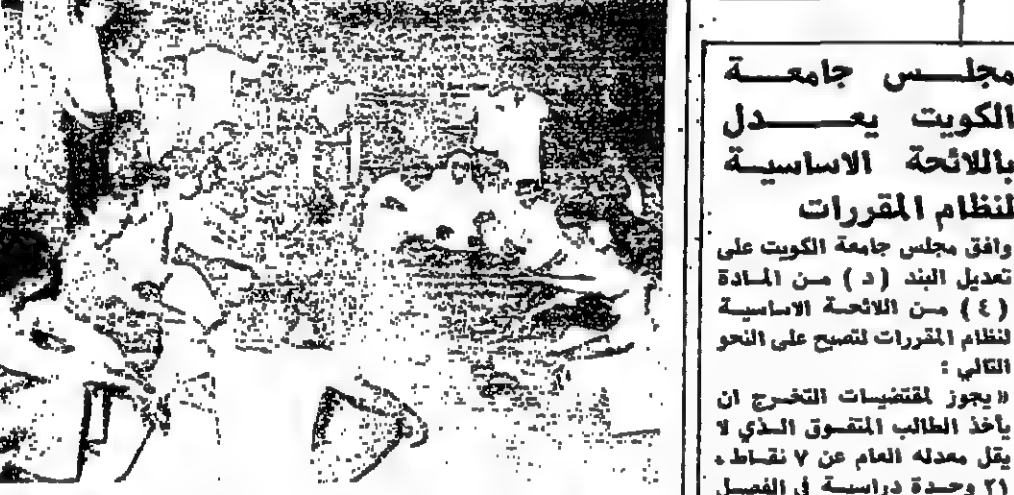 مجلس جامعة
الكويت يعدل
باللائحة الاساسية
لنظام المقررات
وافق مجلس جامعة الكويت على
تعديل البند ( د ) من المادة
( ٤ ) من اللائحة الاساسية
لنظام المقررات لتصبح على النحو
التالي :
« يجوز لمقتضيات التخرج ان
يأخذ الطالب المتفوق الذي لا
يقل معدله العام عن ٧ نقاط ،
٢١ وحدة دراسية في الفصل